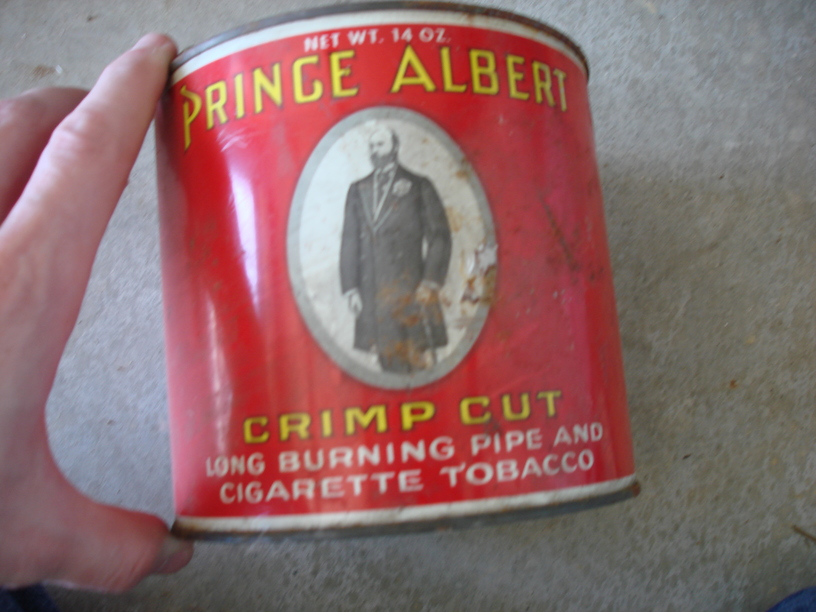 NET WT. 14 OZ.
PRINCE ALBERT
CRIMP CUT
LONG BURNING PIPE AND
CIGARETTE TOBACCO